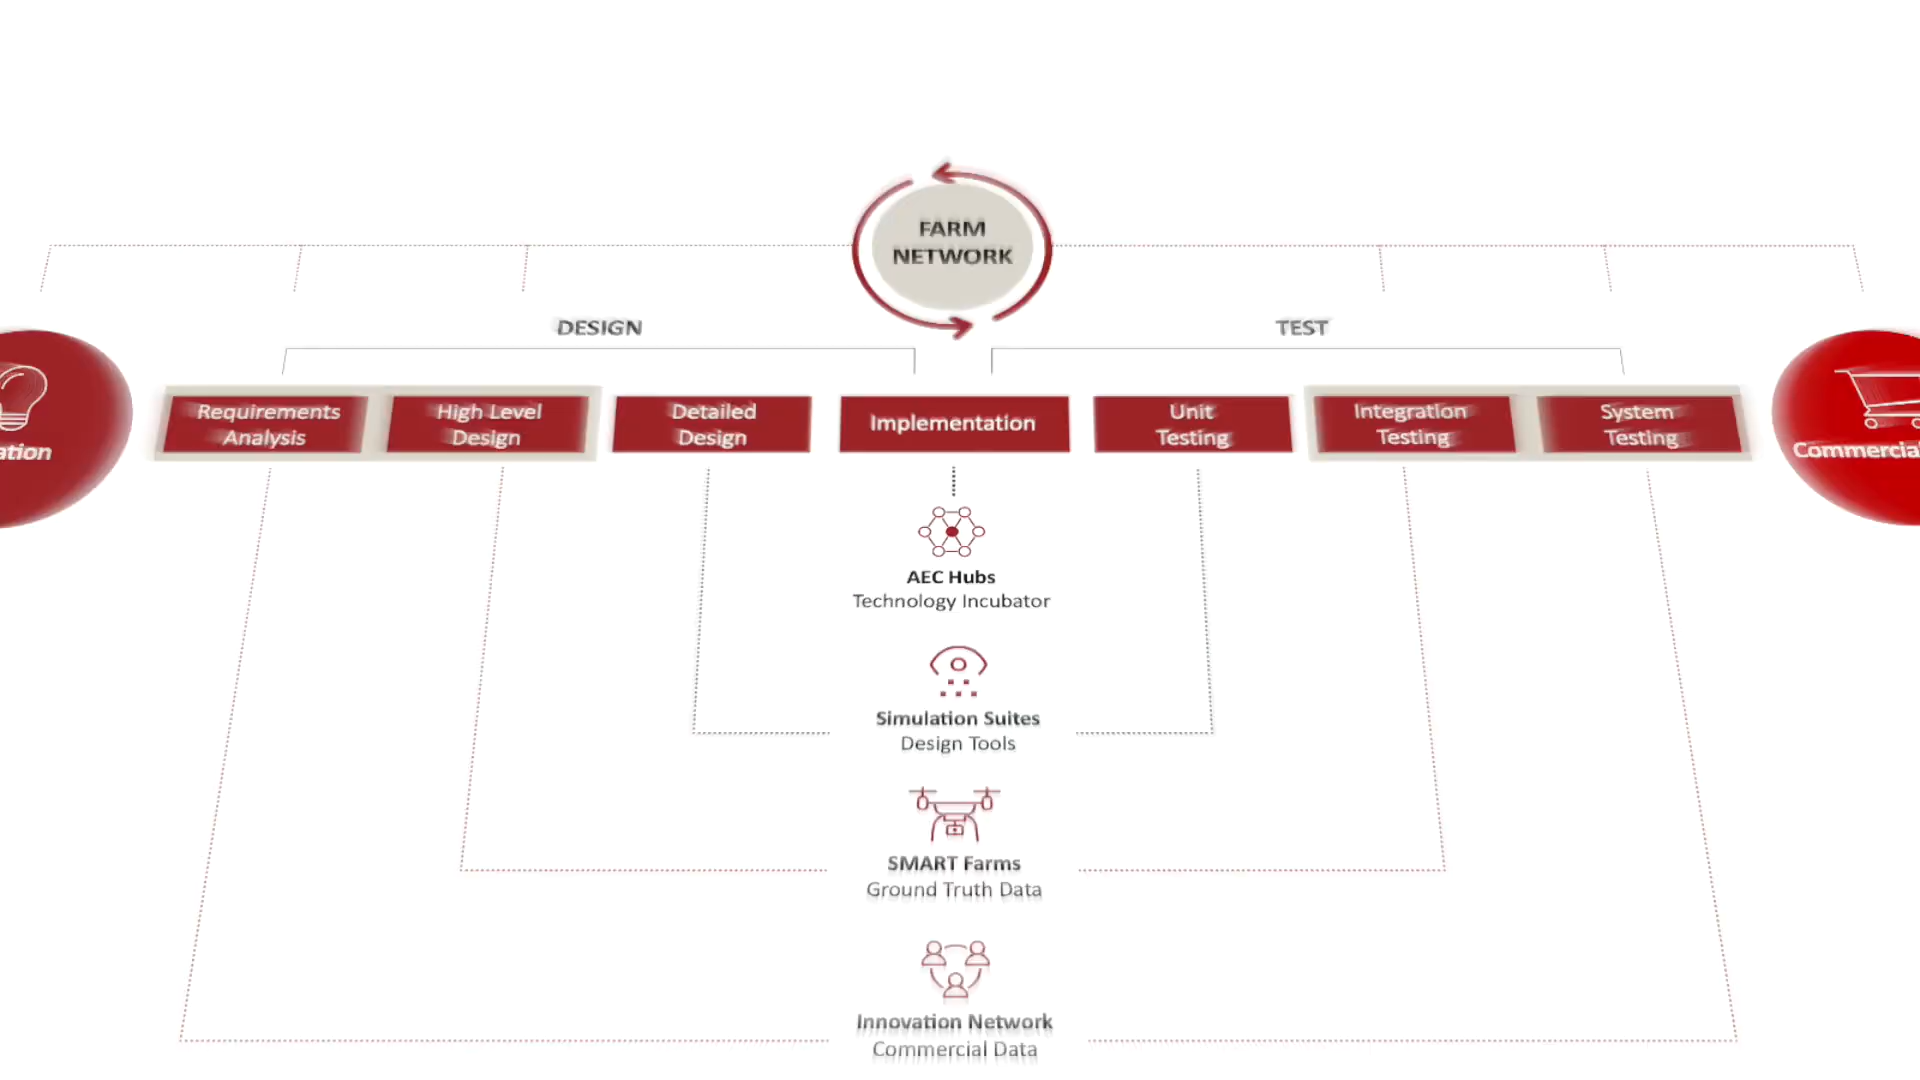 FARM
NETWORK
DESIGN
TEST
Requirements
Analysis
High Level
Design
Detailed
Design
Implementation
Unit
Testing
Integration
Testing
System
Testing
ation
Commercial
AEC Hubs
Technology Incubator
Simulation Suites
Design Tools
SMART Farms
Ground Truth Data
Innovation Network
Commercial Data